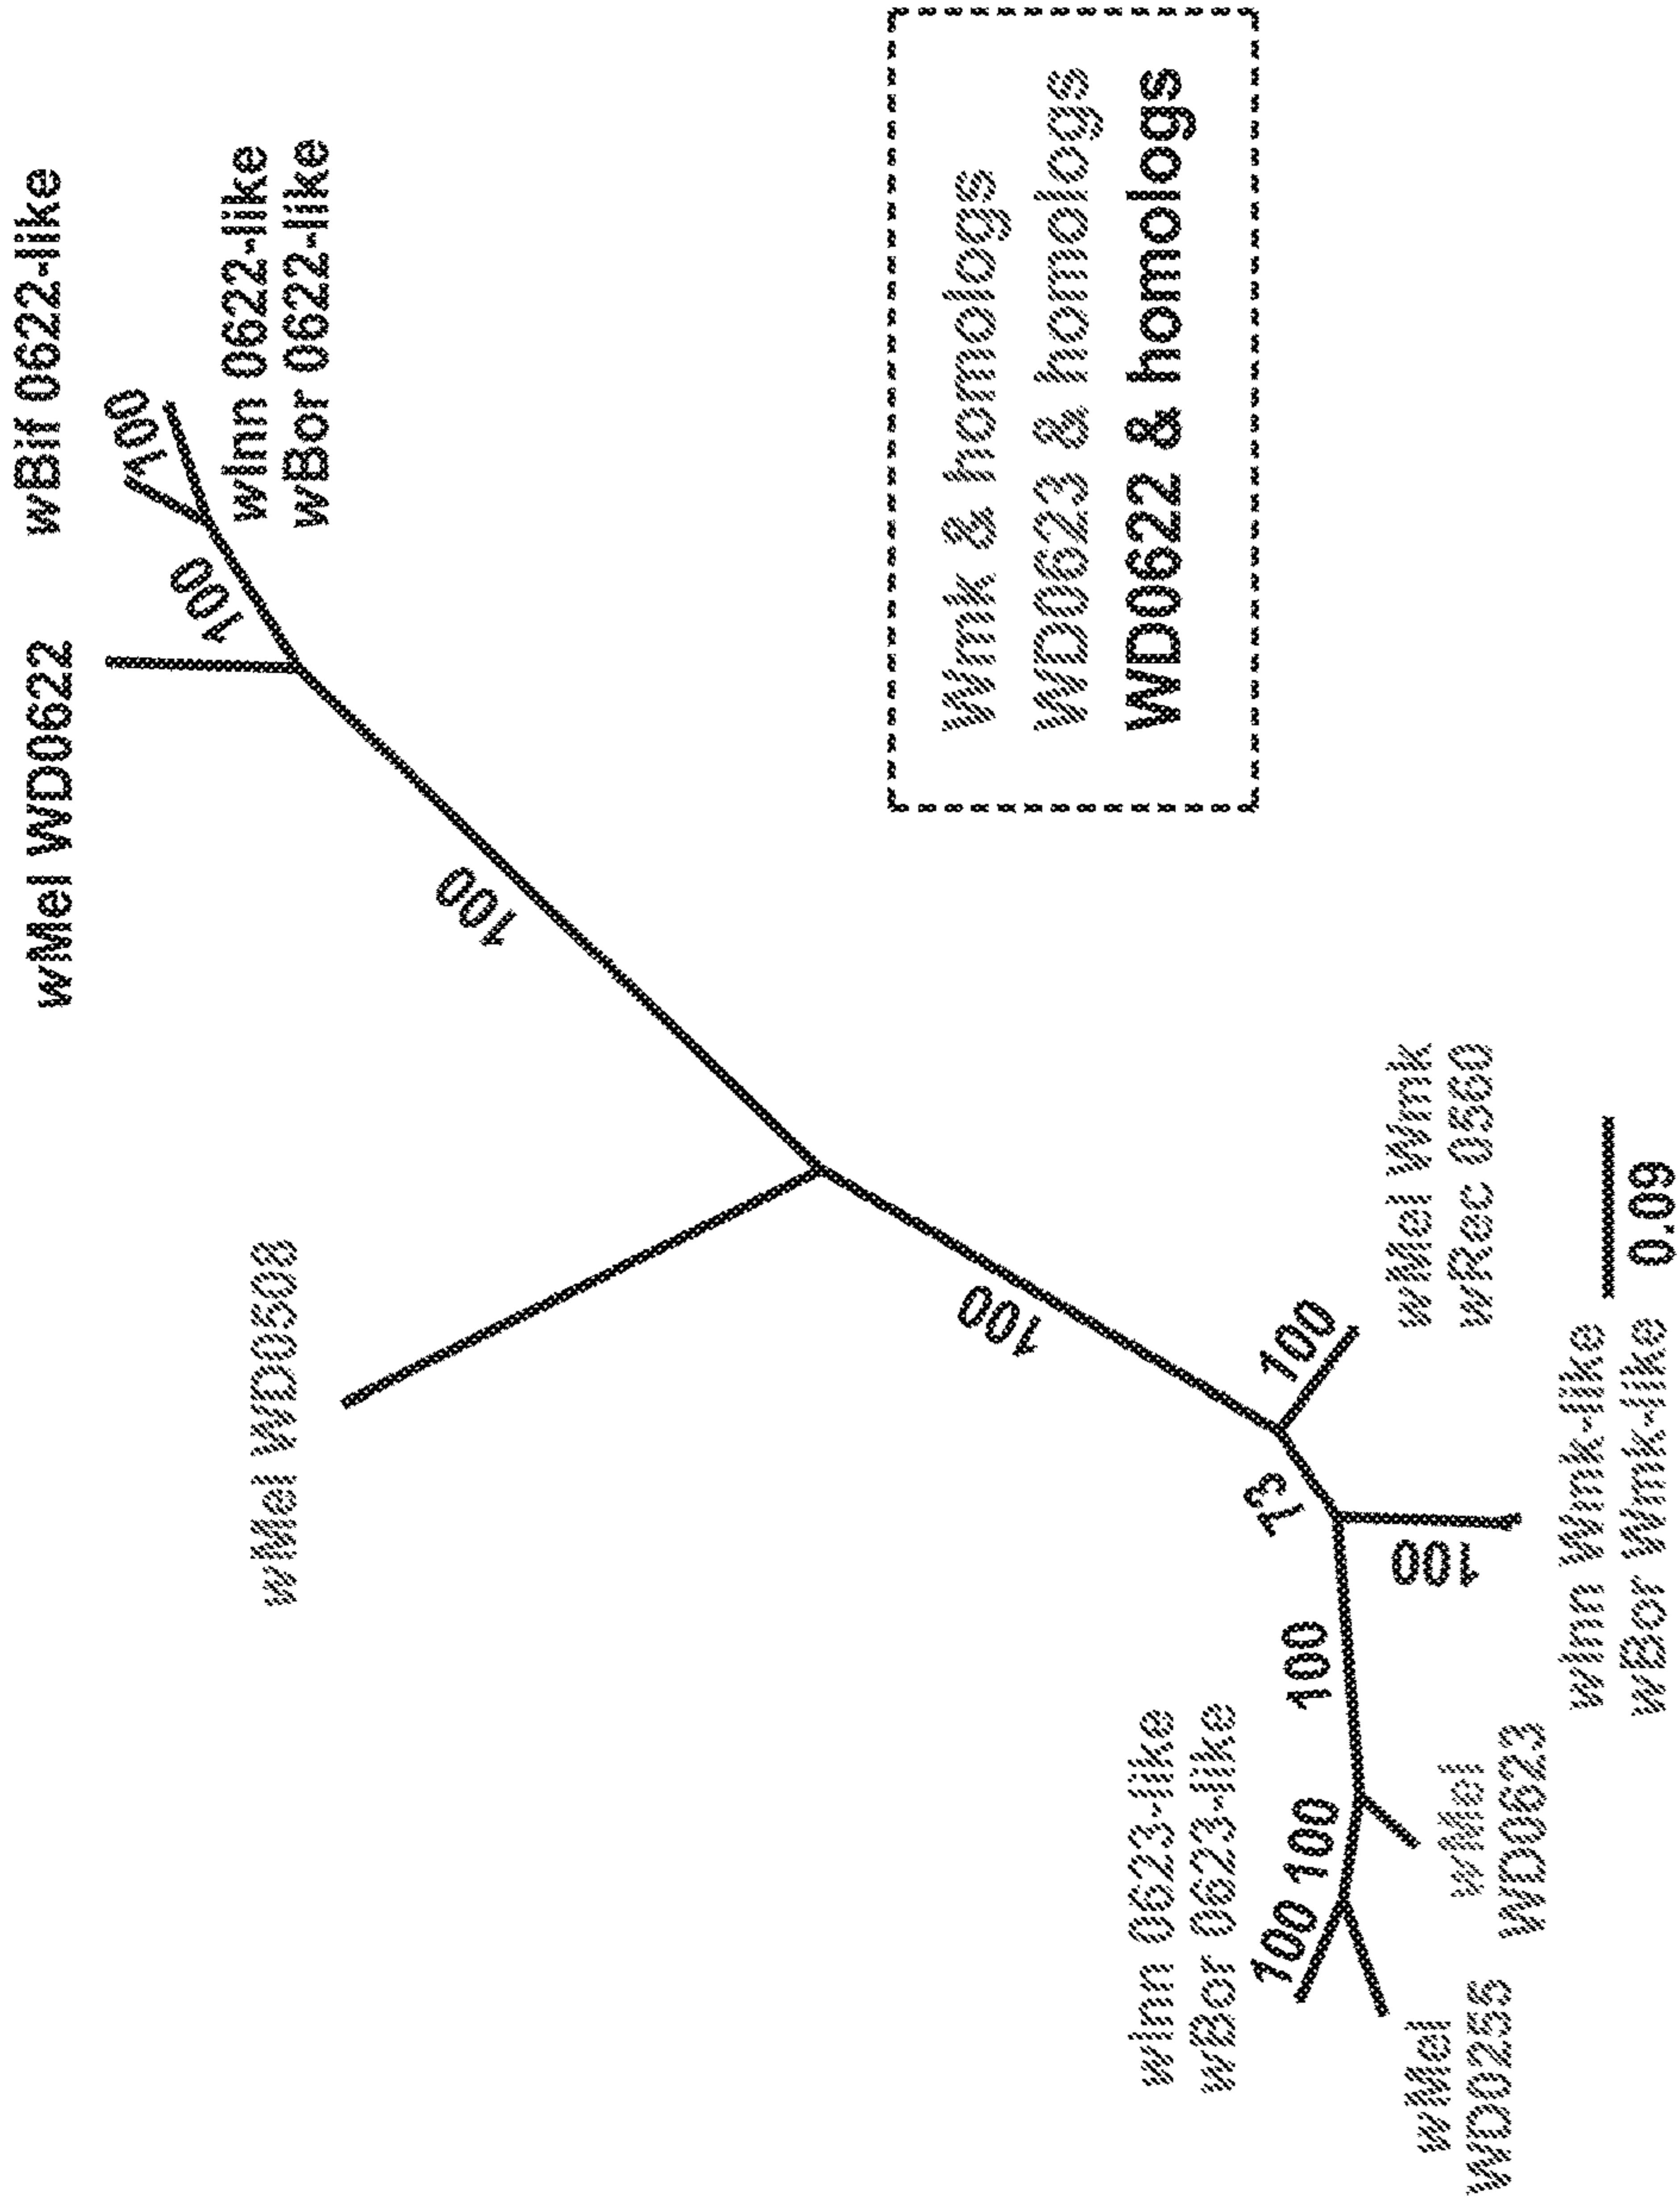 wMel WD0622
wBif 0622-like
100
wInn 0622-like
wBor 0622-like
100
100
wMel WD0508
100
Wmk & homologs
WD0623 & homologs
WD0622 & homologs
wMel Wmk
wRec 0560
100
73
100
wInn Wmk-like
wBor Wmk-like
0.09
100
wInn 0623-like
wBor 0623-like
100
100
wMel
WD0623
wMel
WD0255